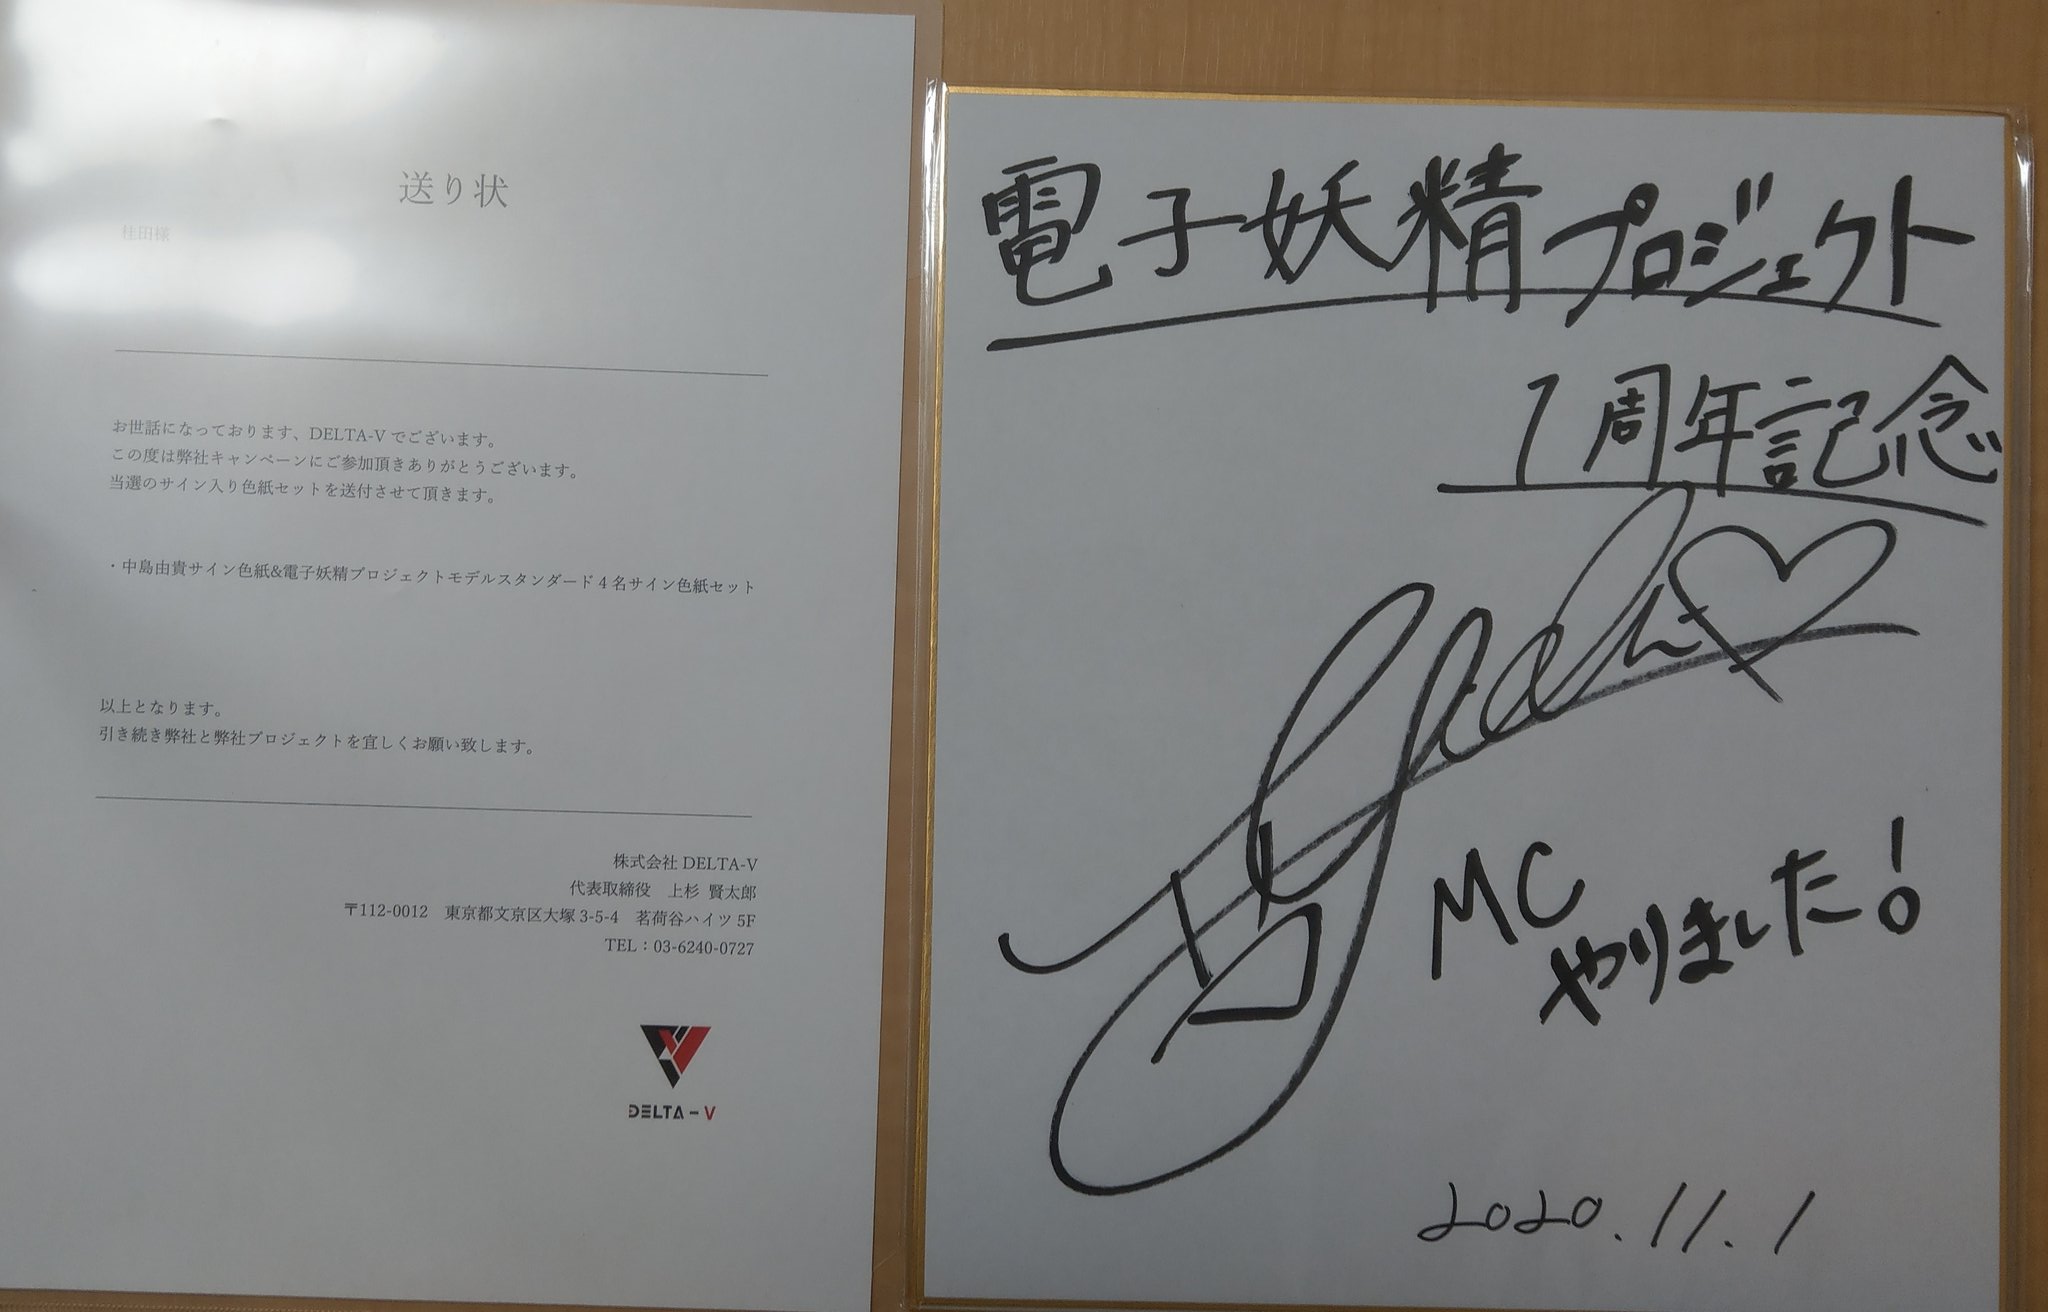 送り状
様
お世話になっております、DELTA-Vでございます。
この度は弊社キャンペーンにご参加頂きありがとうございます。
当選のサイン入り色紙セットを送付させて頂きます。
・中島由貴サイン色紙&電子妖精プロジェクトモデルスタンダード4名サイン色紙セット
以上となります。
引き続き弊社と弊社プロジェクトを宜しくお願い致します。
株式会社DELTA-V
代表取締役 上杉 賢太郎
〒112-0012 東京都文京区大塚3-5-4 茗荷谷ハイツ5F
TEL:03-6240-0727
DELTA-V
電子妖精プロジェクト
1周年記念
MC
やりました!
2020.11.1